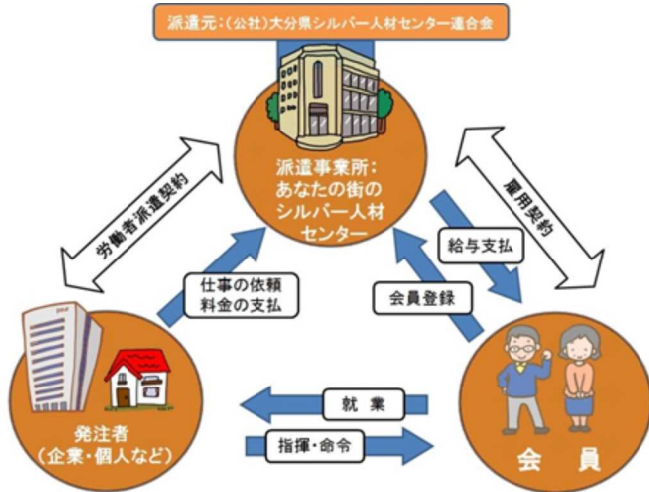 派遣元：(公社)大分県シルバー人材センター連合会
派遣事業所：
あなたの街の
シルバー人材
センター
労働者派遣契約
雇用契約
給与支払
仕事の依頼
料金の支払
会員登録
就業
指揮・命令
発注者
(企業・個人など)
会員